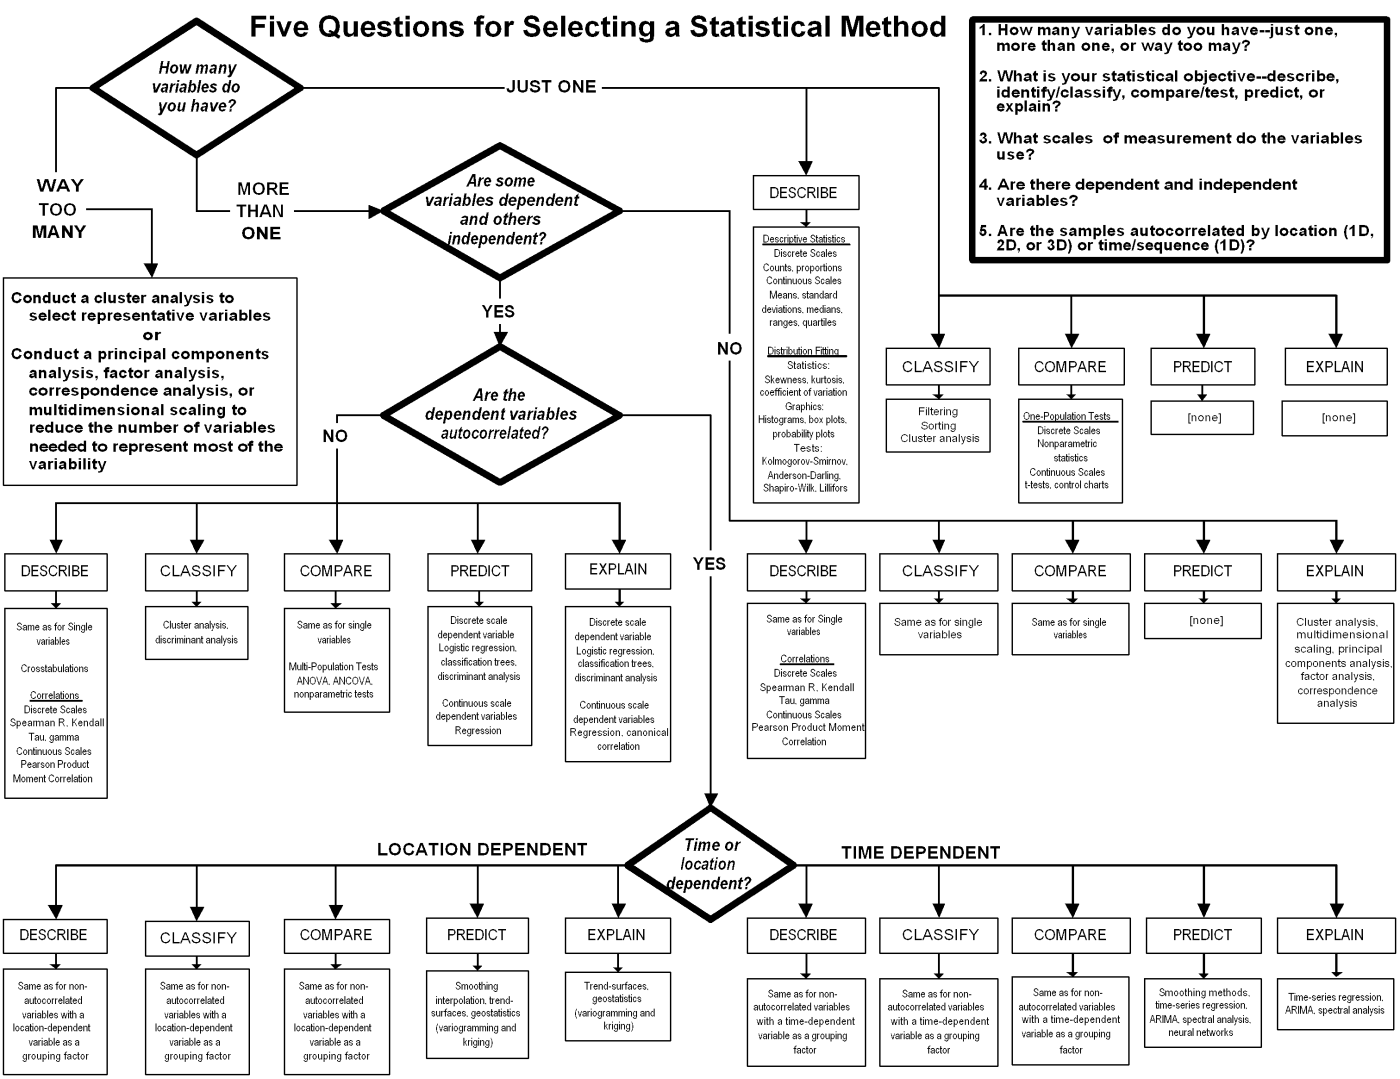 Five Questions for Selecting a Statistical Method
How many
variables do
you have?
JUST ONE
WAY
TOO
MANY
MORE
THAN
ONE
1. How many variables do you have--just one,
more than one, or way too may?
2. What is your statistical objective--describe,
identify/classify, compare/test, predict, or
explain?
3. What scales of measurement do the variables
use?
4. Are there dependent and independent
variables?
5. Are the samples autocorrelated by location (1D,
2D, or 3D) or time/sequence (1D)?
Conduct a cluster analysis to
select representative variables
or
Conduct a principal components
analysis, factor analysis,
correspondence analysis, or
multidimensional scaling to
reduce the number of variables
needed to represent most of the
variability
Are some
variables dependent
and others
independent?
YES
NO
DESCRIBE
Descriptive Statistics
Discrete Scales
Counts, proportions
Continuous Scales
Means, standard
deviations, medians,
ranges, quartiles
Distribution Fitting
Statistics:
Skewness, kurtosis,
coefficient of variation
Graphics:
Histograms, box plots,
probability plots
Tests:
Kolmogorov-Smirnov,
Anderson-Darling,
Shapiro-Wilk, Lillifors
CLASSIFY
Filtering
Sorting
Cluster analysis
COMPARE
One-Population Tests
Discrete Scales
Nonparametric
statistics
Continuous Scales
t-tests, control charts
PREDICT
[none]
EXPLAIN
[none]
Are the
dependent variables
autocorrelated?
NO
YES
DESCRIBE
Same as for Single
variables
Crosstabulations
Correlations
Discrete Scales
Spearman R, Kendall
Tau, gamma
Continuous Scales
Pearson Product
Moment Correlation
CLASSIFY
Cluster analysis,
discriminant analysis
COMPARE
Same as for single
variables
Multi-Population Tests
ANOVA, ANCOVA,
nonparametric tests
PREDICT
Discrete scale
dependent variable
Logistic regression,
classification trees,
discriminant analysis
Continuous scale
dependent variables
Regression
EXPLAIN
Discrete scale
dependent variable
Logistic regression,
classification trees,
discriminant analysis
Continuous scale
dependent variables
Regression, canonical
correlation
DESCRIBE
Same as for Single
variables
Correlations
Discrete Scales
Spearman R, Kendall
Tau, gamma
Continuous Scales
Pearson Product Moment
Correlation
CLASSIFY
Same as for single
variables
COMPARE
Same as for single
variables
PREDICT
[none]
EXPLAIN
Cluster analysis,
multidimensional
scaling, principal
components analysis,
factor analysis,
correspondence
analysis
Time or
location
dependent?
LOCATION DEPENDENT
TIME DEPENDENT
DESCRIBE
Same as for non-
autocorrelated
variables with a
location-dependent
variable as a
grouping factor
CLASSIFY
Same as for non-
autocorrelated
variables with a
location-dependent
variable as a
grouping factor
COMPARE
Same as for non-
autocorrelated
variables with a
location-dependent
variable as a
grouping factor
PREDICT
Smoothing
interpolation, trend-
surfaces, geostatistics
(variogramming and
kriging)
EXPLAIN
Trend-surfaces,
geostatistics
(variogramming and
kriging)
DESCRIBE
Same as for non-
autocorrelated variables
with a time-dependent
variable as a grouping
factor
CLASSIFY
Same as for non-
autocorrelated variables
with a time-dependent
variable as a grouping
factor
COMPARE
Same as for non-
autocorrelated variables
with a time-dependent
variable as a grouping
factor
PREDICT
Smoothing methods,
time-series regression,
ARIMA, spectral analysis,
neural networks
EXPLAIN
Time-series regression,
ARIMA, spectral analysis